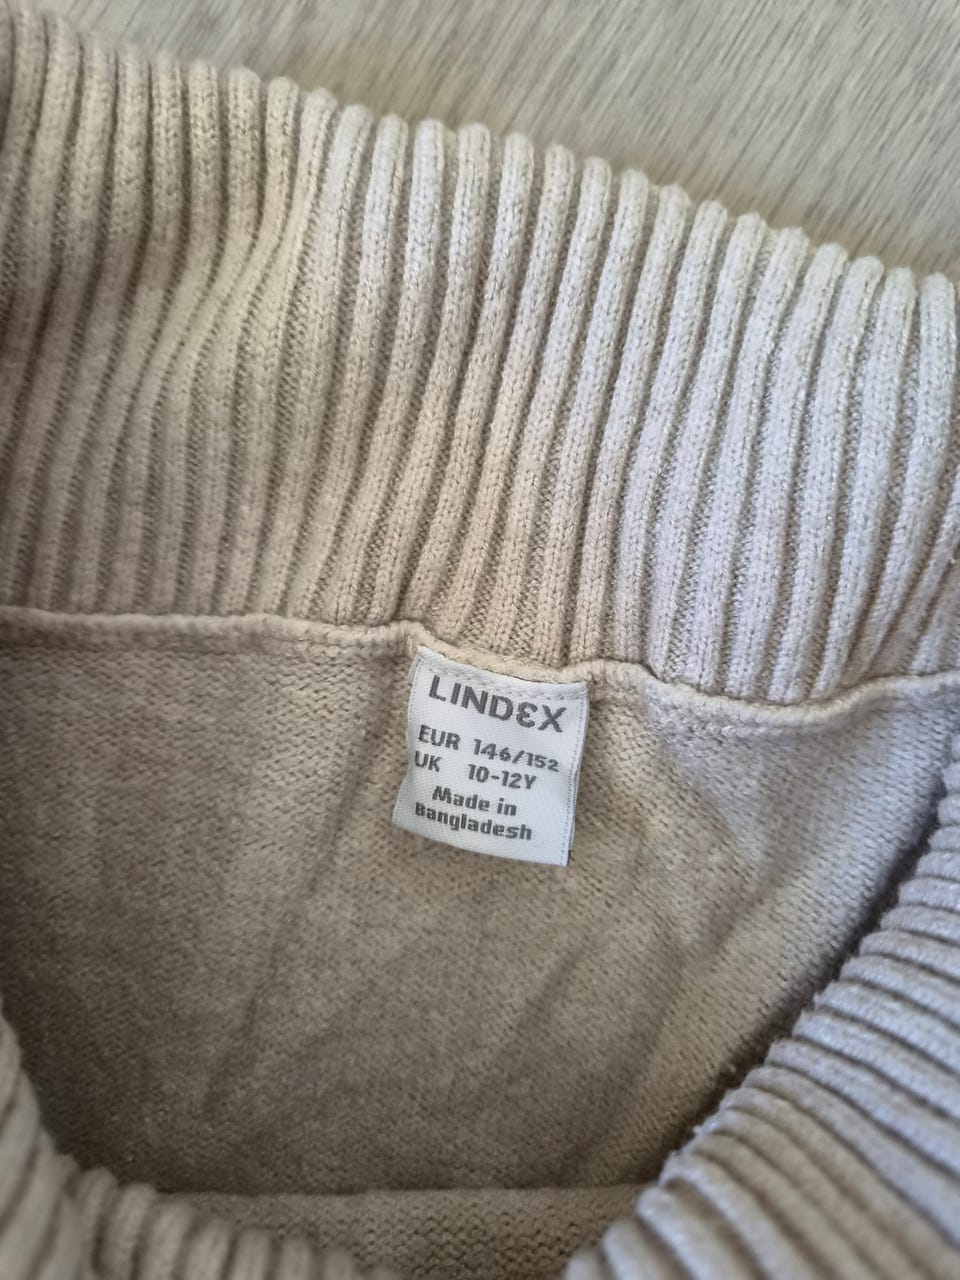 LINDEX
EUR 146/152
UK 10-12Y
Made in
Bangladesh